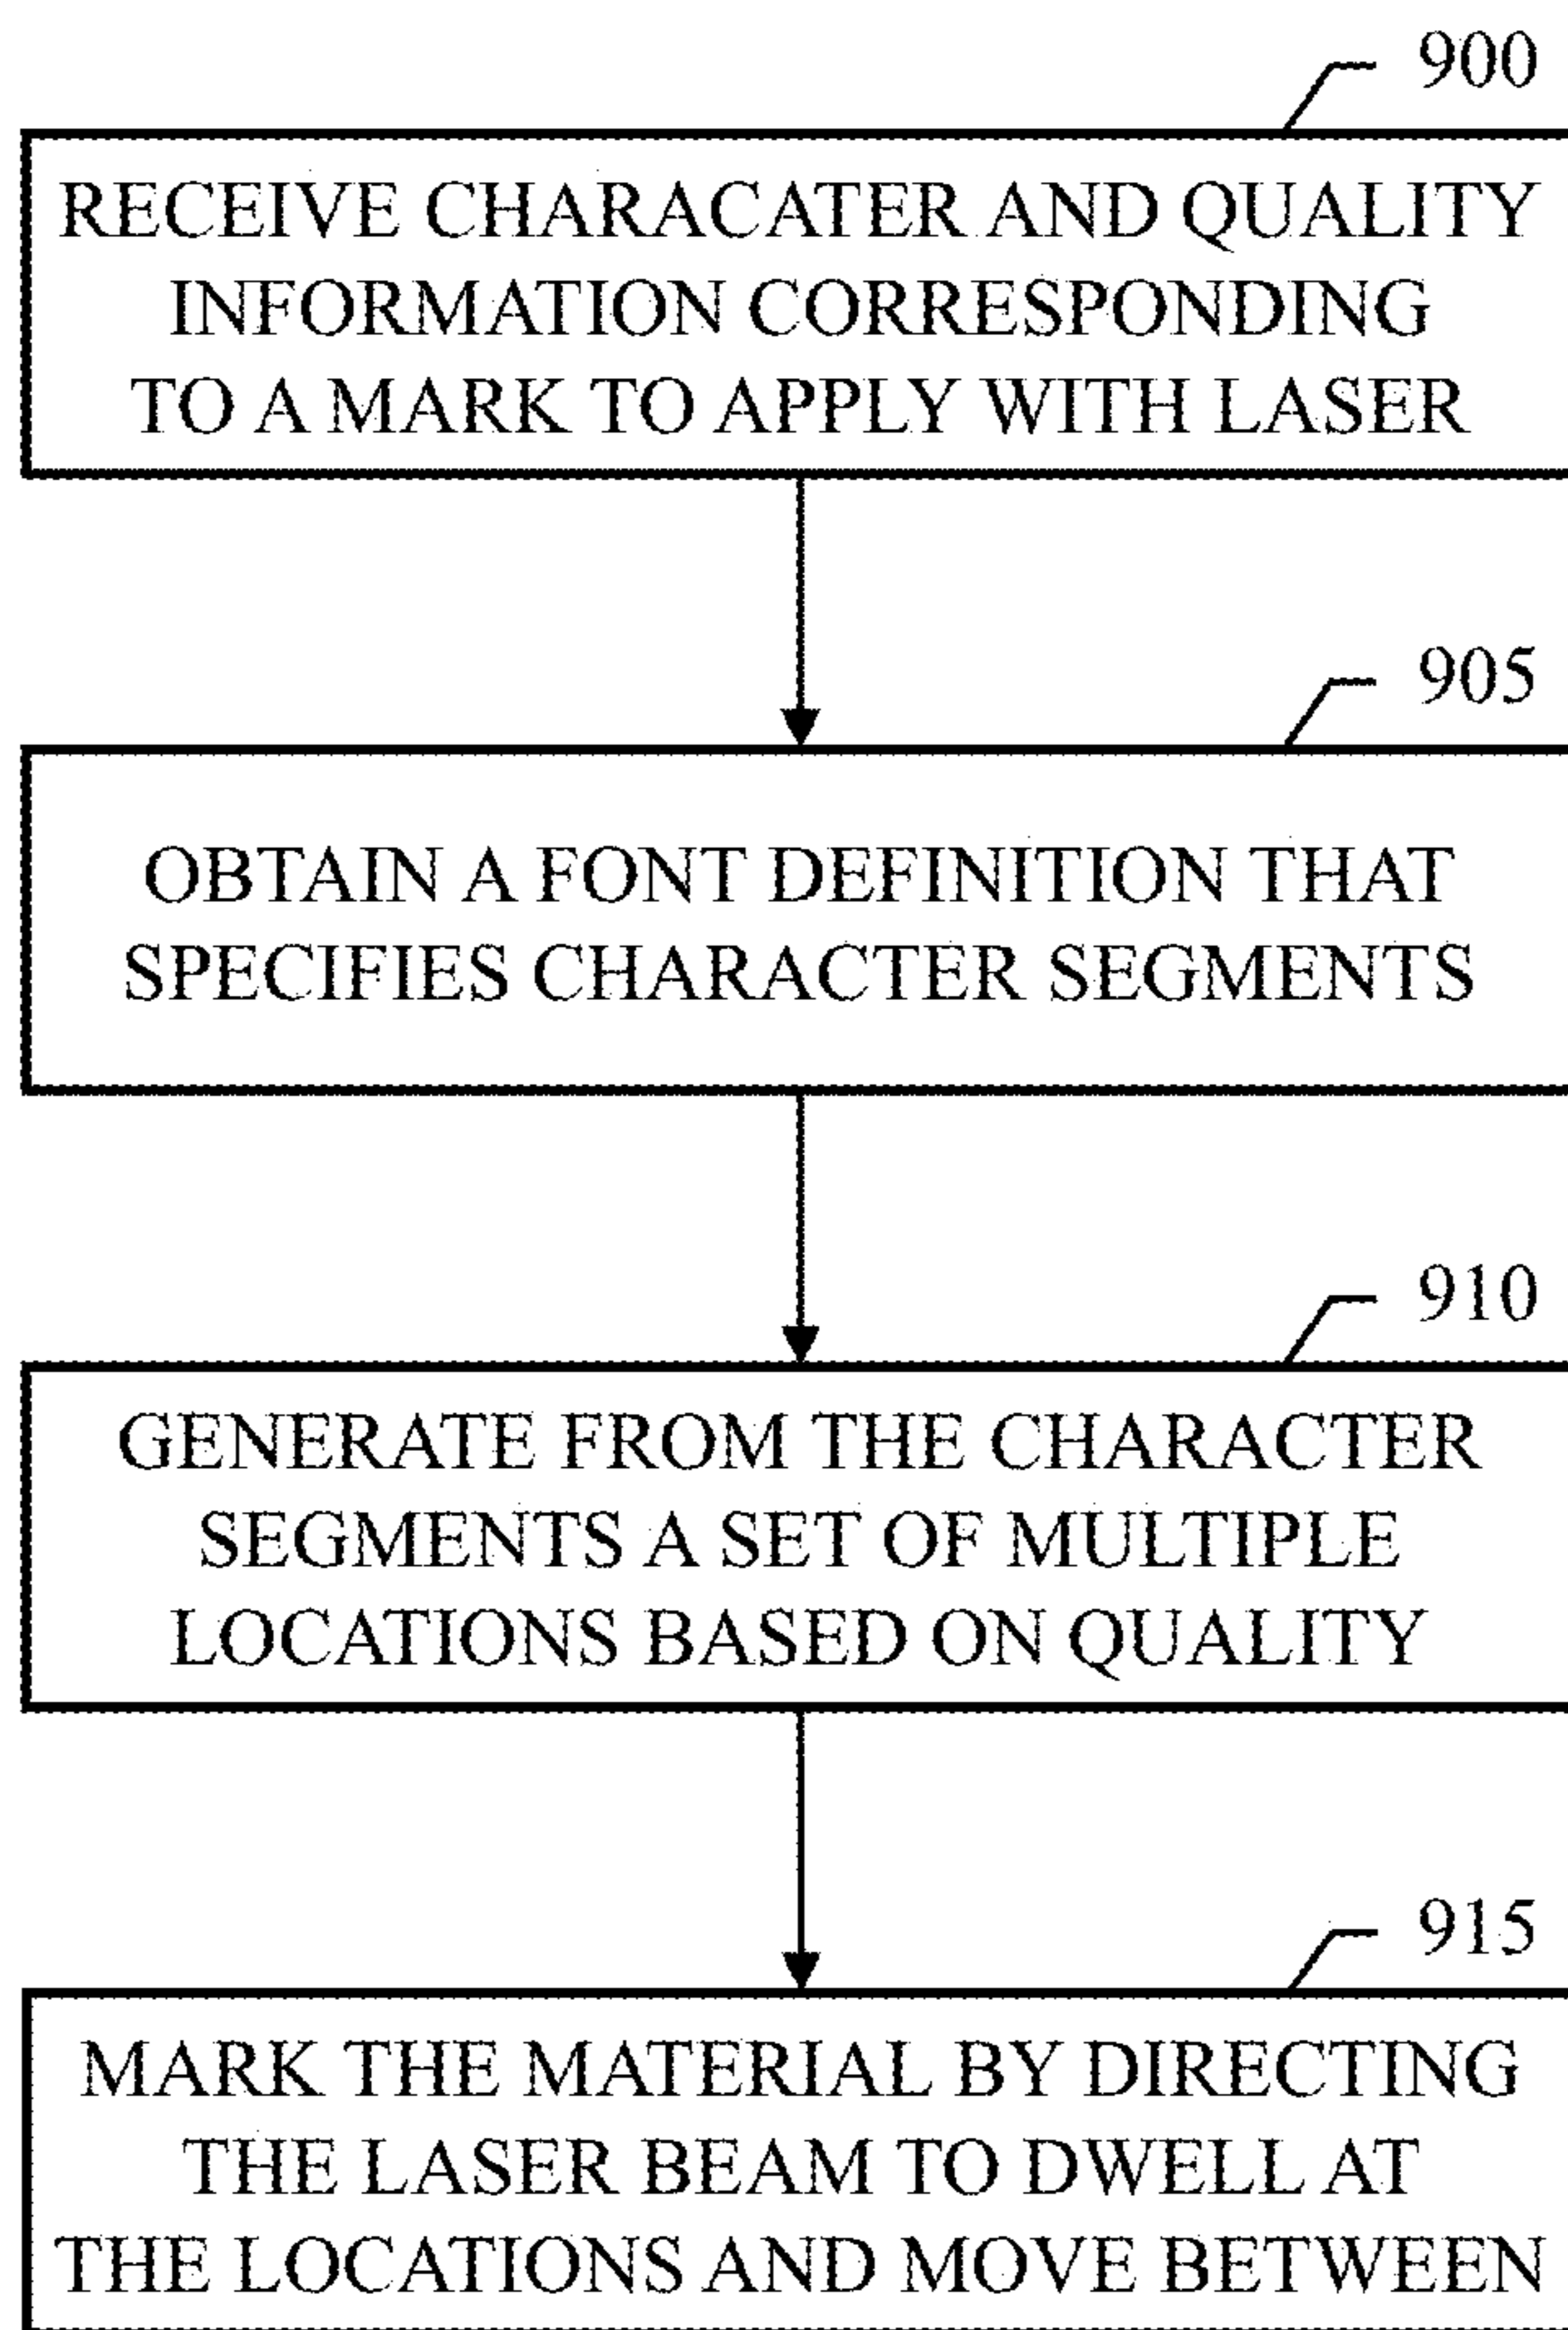 900
RECEIVE CHARACATER AND QUALITY
INFORMATION CORRESPONDING
TO A MARK TO APPLY WITH LASER
905
OBTAIN A FONT DEFINITION THAT
SPECIFIES CHARACTER SEGMENTS
910
GENERATE FROM THE CHARACTER
SEGMENTS A SET OF MULTIPLE
LOCATIONS BASED ON QUALITY
915
MARK THE MATERIAL BY DIRECTING
THE LASER BEAM TO DWELL AT
THE LOCATIONS AND MOVE BETWEEN